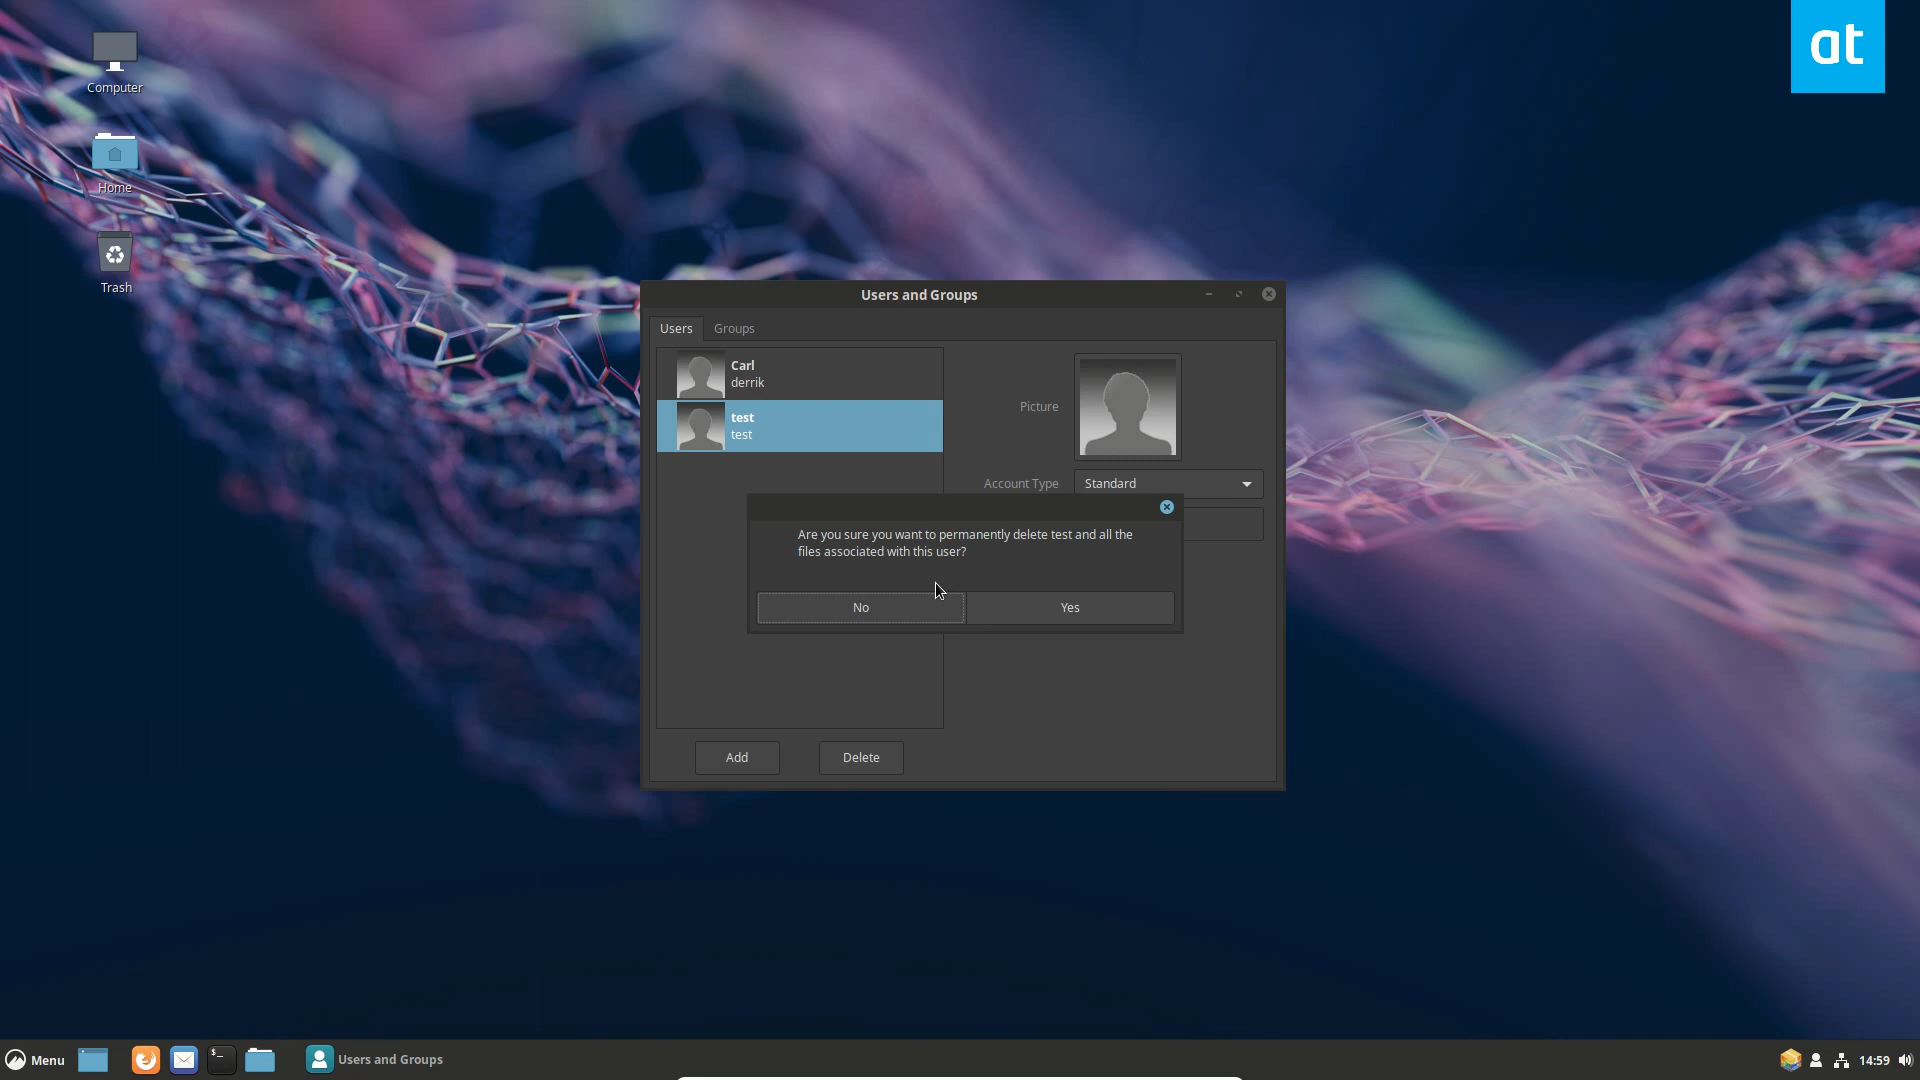 at
Computer
Home
Trash
Users and Groups
Users
Groups
Carl
derrik
test
test
Picture
Account Type
Standard
Are you sure you want to permanently delete test and all the
files associated with this user?
No
Yes
Add
Delete
Menu
$_
Users and Groups
14:59